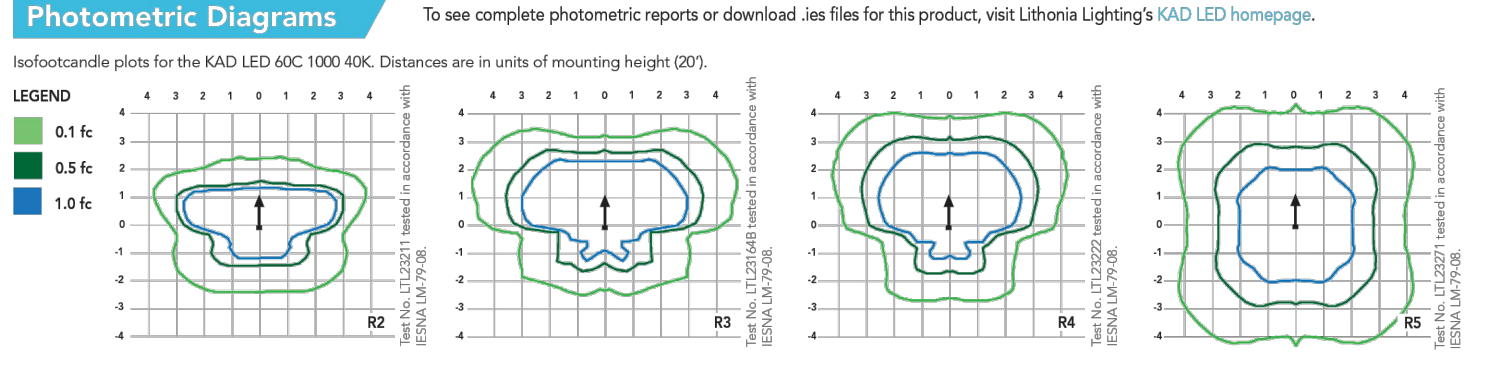 Photometric Diagrams
To see complete photometric reports or download .ies files for this product, visit Lithonia Lighting's KAD LED homepage.
Isofootcandle plots for the KAD LED 60C 1000 40K. Distances are in units of mounting height (20').
LEGEND
0.1 fc
0.5 fc
1.0 fc
4 3 2 1 0 1 2 3 4
4
3
2
1
0
-1
-2
-3
-4
R2
Test No. LTL23211 tested in accordance with
IESNA LM-79-08.
4 3 2 1 0 1 2 3 4
4
3
2
1
0
-1
-2
-3
-4
R3
Test No. LTL23164B tested in accordance with
IESNA LM-79-08.
4 3 2 1 0 1 2 3 4
4
3
2
1
0
-1
-2
-3
-4
R4
Test No. LTL23222 tested in accordance with
IESNA LM-79-08.
4 3 2 1 0 1 2 3 4
4
3
2
1
0
-1
-2
-3
-4
R5
Test No. LTL23271 tested in accordance with
IESNA LM-79-08.